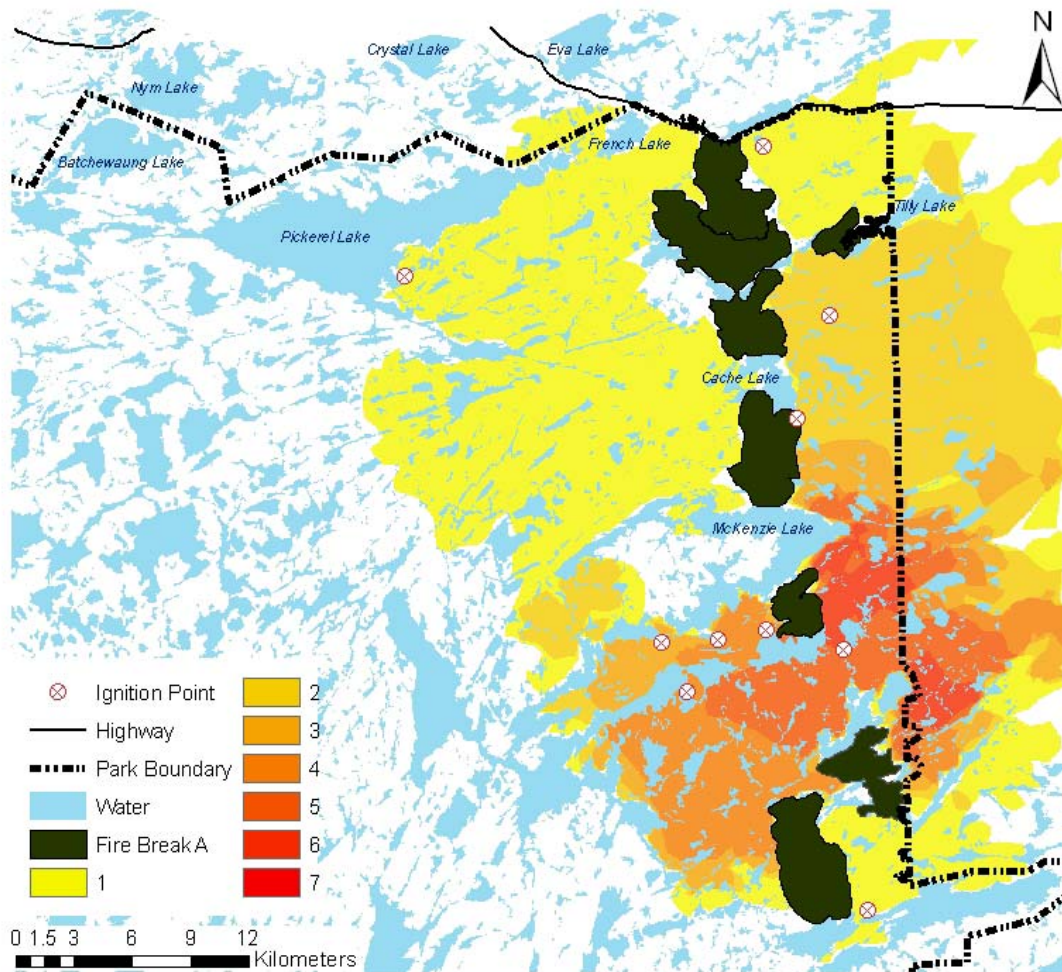 Crystal Lake
Eva Lake
N
Nym Lake
Batchewaung Lake
French Lake
Tilly Lake
Pickerel Lake
Cache Lake
McKenzie Lake
Ignition Point
Highway
Park Boundary
Water
Fire Break A
1
2
3
4
5
6
7
0 1.5 3 6 9 12
Kilometers